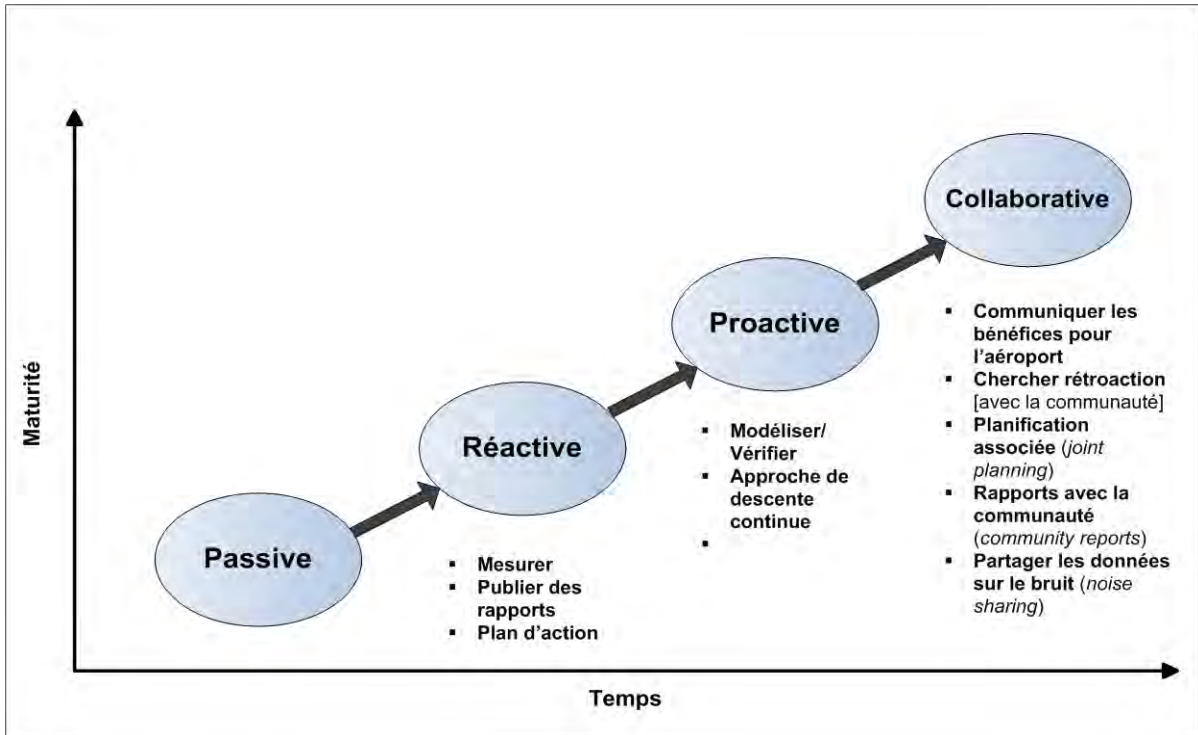 Collaborative
Proactive
Réactive
Passive
▪ Communiquer les
bénéfices pour
l'aéroport
▪ Chercher rétroaction
[avec la communauté]
▪ Planification
associée (joint
planning)
▪ Rapports avec la
communauté
(community reports)
▪ Partager les données
sur le bruit (noise
sharing)
▪ Modéliser/
Vérifier
▪ Approche de
descente
continue
▪
▪ Mesurer
▪ Publier des
rapports
▪ Plan d'action
Maturité
Temps